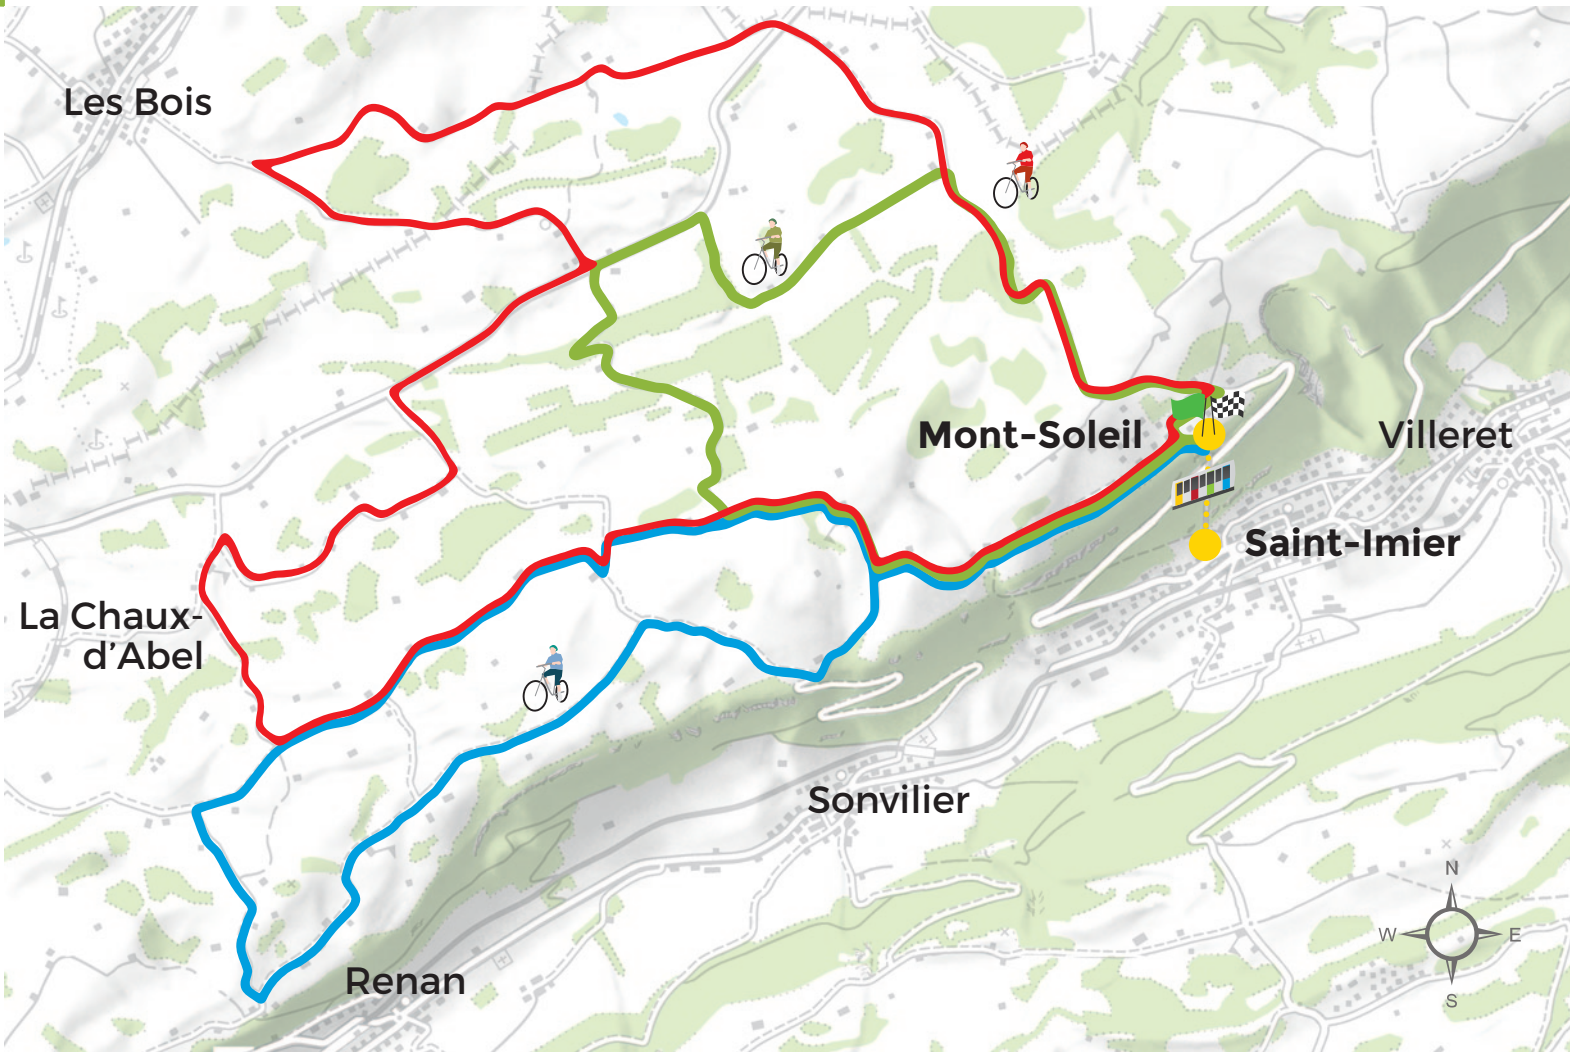 Les Bois
Mont-Soleil
Villeret
Saint-Imier
La Chaux-
d’Abel
Sonvilier
Renan
N
W
E
S